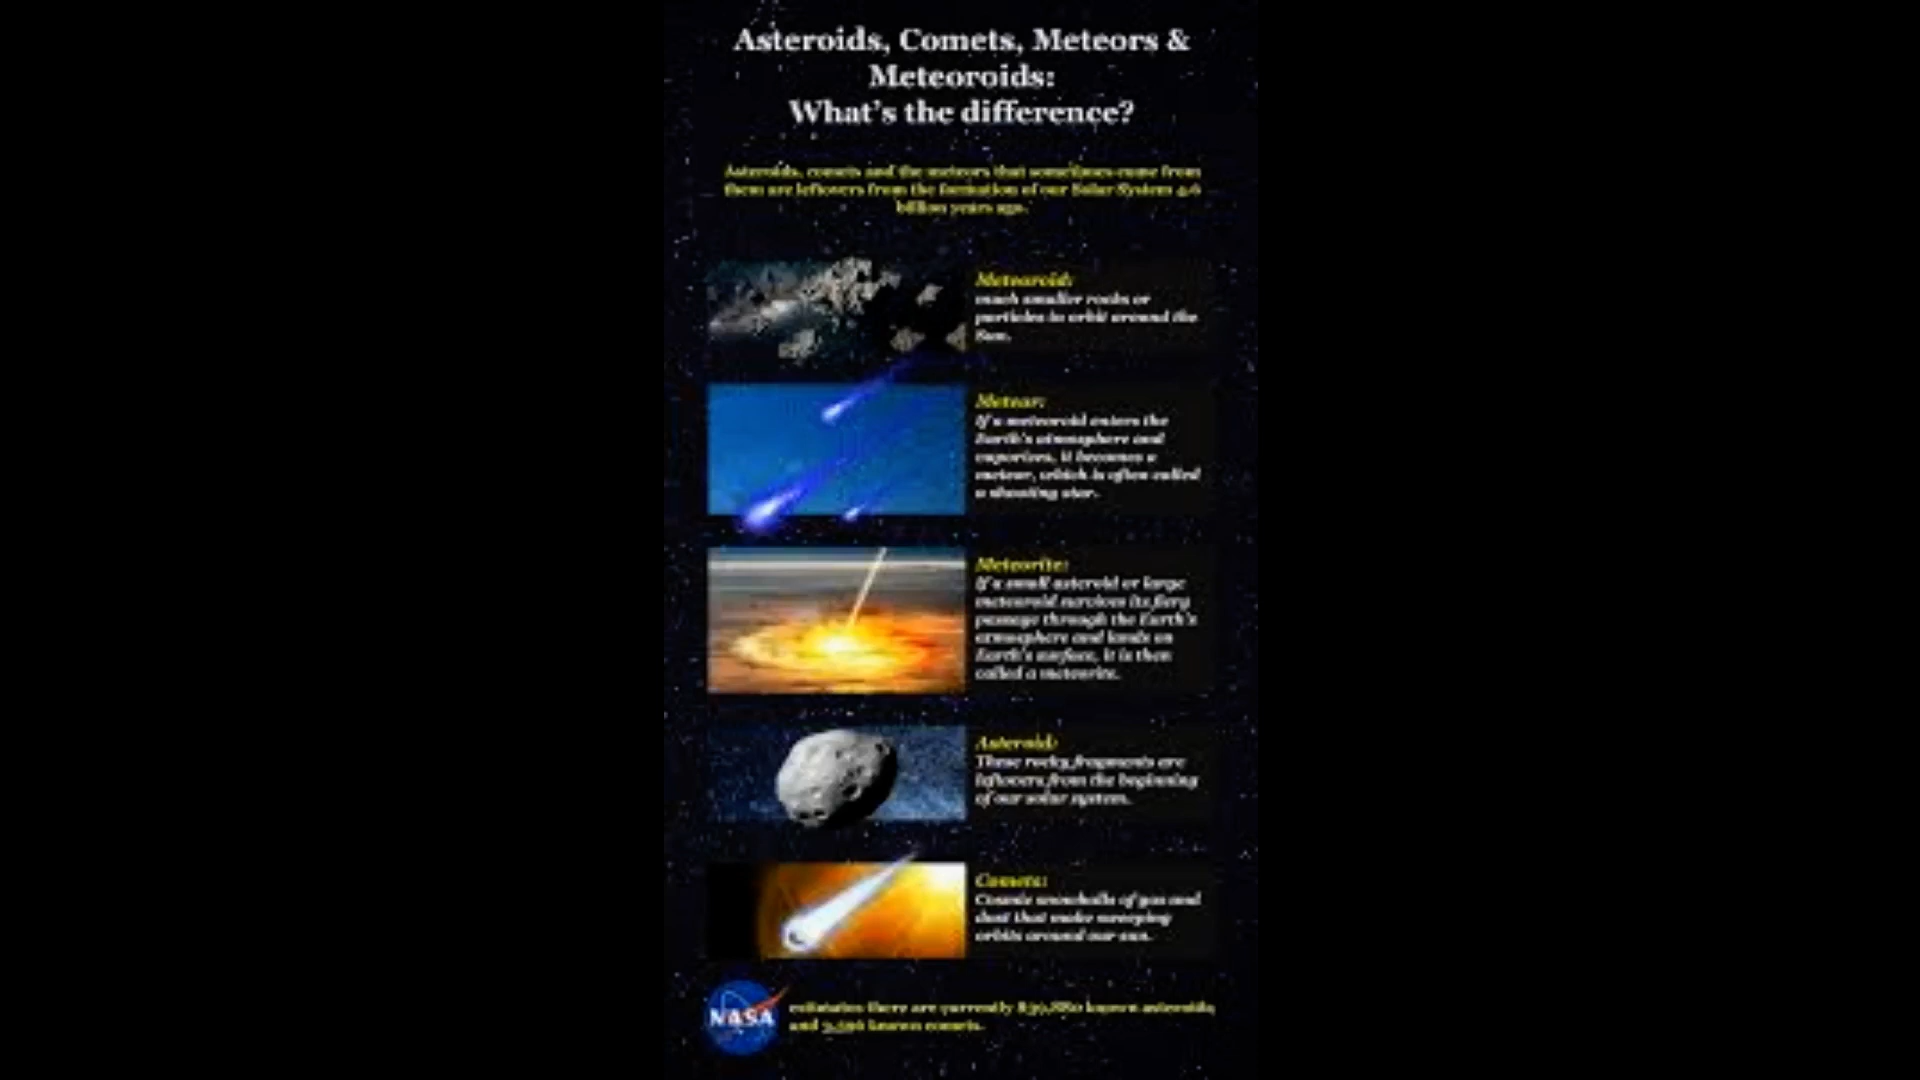 Asteroids, Comets, Meteors &
Meteoroids:
What's the difference?
Asteroids, comets and the meteors that sometimes come from
them are leftovers from the formation of our Solar System 4.6
billion years ago.
Meteoroid:
much smaller rocks or
particles in orbit around the
Sun.
Meteor:
If a meteoroid enters the
Earth's atmosphere and
vaporizes, it becomes a
meteor, which is often called
a shooting star.
Meteorite:
If a small asteroid or large
meteoroid survives its fiery
passage through the Earth's
atmosphere and lands on
Earth's surface, it is then
called a meteorite.
Asteroid:
These rocky fragments are
leftovers from the beginning
of our solar system.
Comets:
Cosmic snowballs of gas and
dust that make sweeping
orbits around our sun.
NASA
estimates there are currently known asteroids
and known comets.